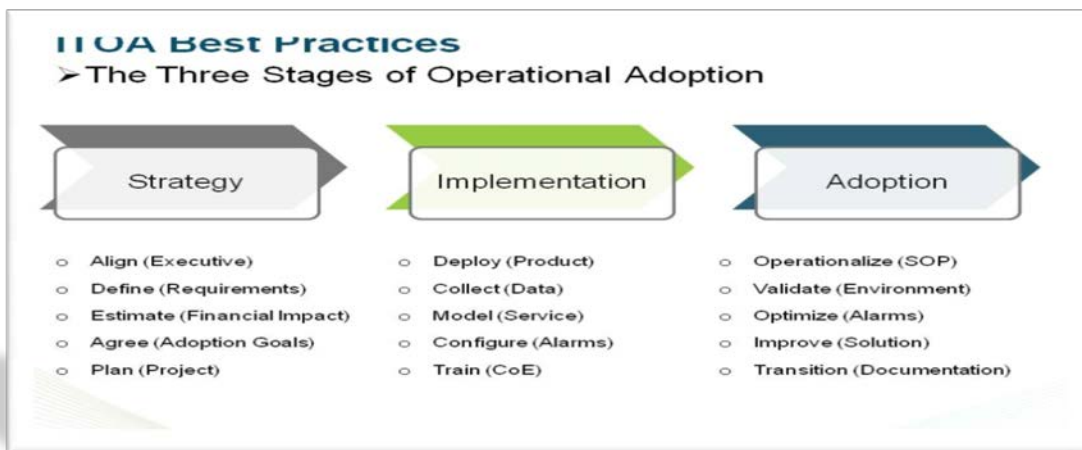 ITOA Best Practices
➢The Three Stages of Operational Adoption
Strategy
Implementation
Adoption
o Align (Executive)
o Define (Requirements)
o Estimate (Financial Impact)
o Agree (Adoption Goals)
o Plan (Project)
o Deploy (Product)
o Collect (Data)
o Model (Service)
o Configure (Alarms)
o Train (CoE)
o Operationalize (SOP)
o Validate (Environment)
o Optimize (Alarms)
o Improve (Solution)
o Transition (Documentation)